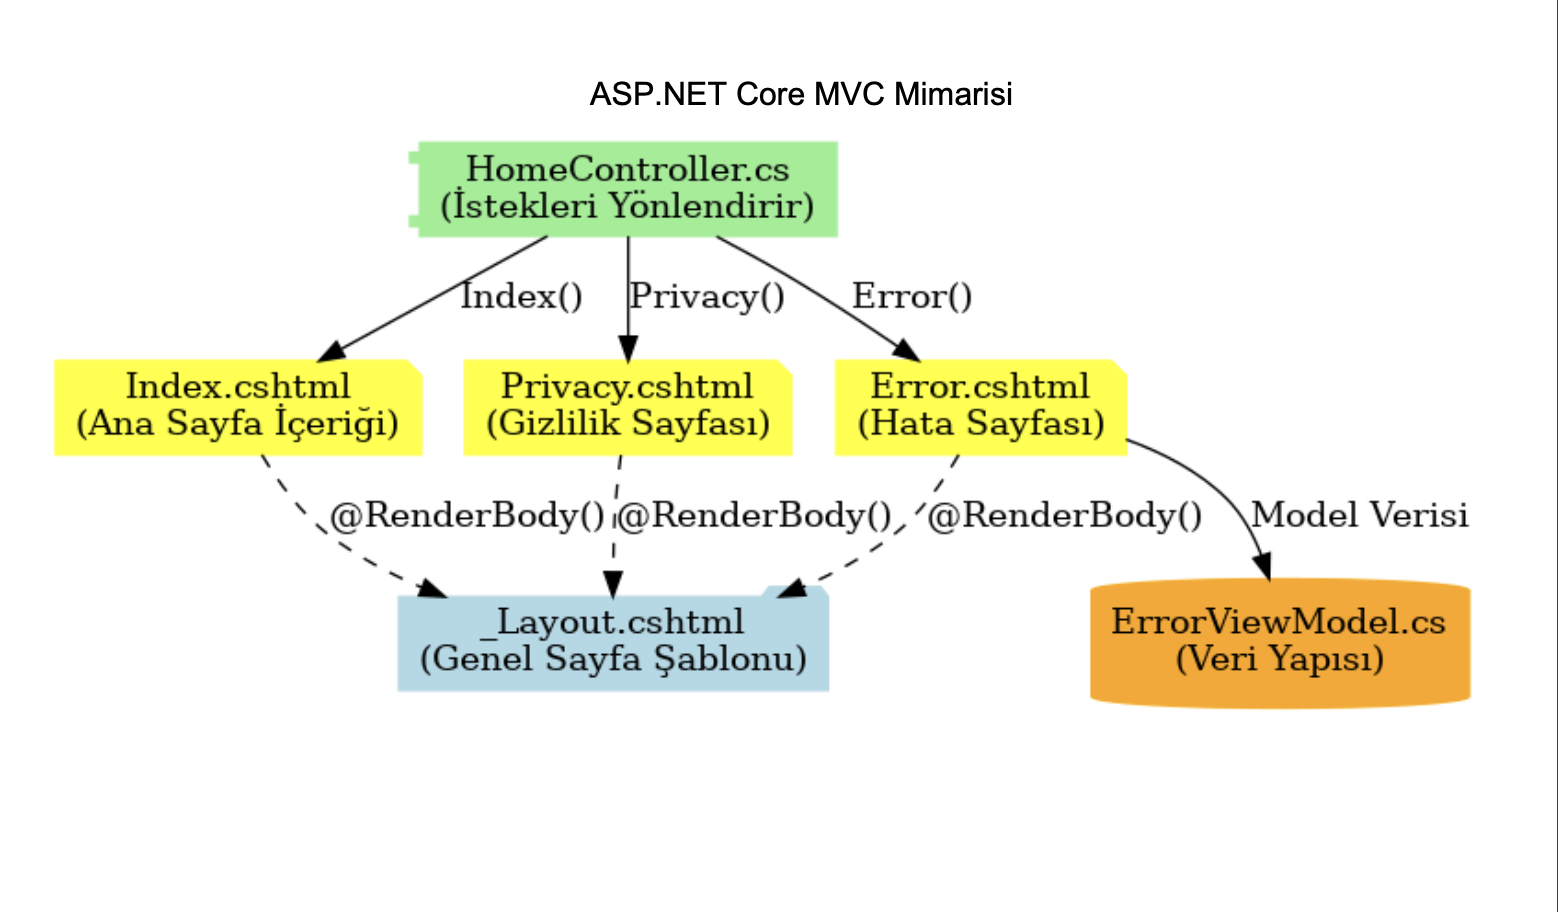 ASP.NET Core MVC Mimarisi
HomeController.cs
(İstekleri Yönlendirir)
Index()
Privacy()
Error()
Index.cshtml
(Ana Sayfa İçeriği)
Privacy.cshtml
(Gizlilik Sayfası)
Error.cshtml
(Hata Sayfası)
@RenderBody()
@RenderBody()
@RenderBody()
Model Verisi
_Layout.cshtml
(Genel Sayfa Şablonu)
ErrorViewModel.cs
(Veri Yapısı)